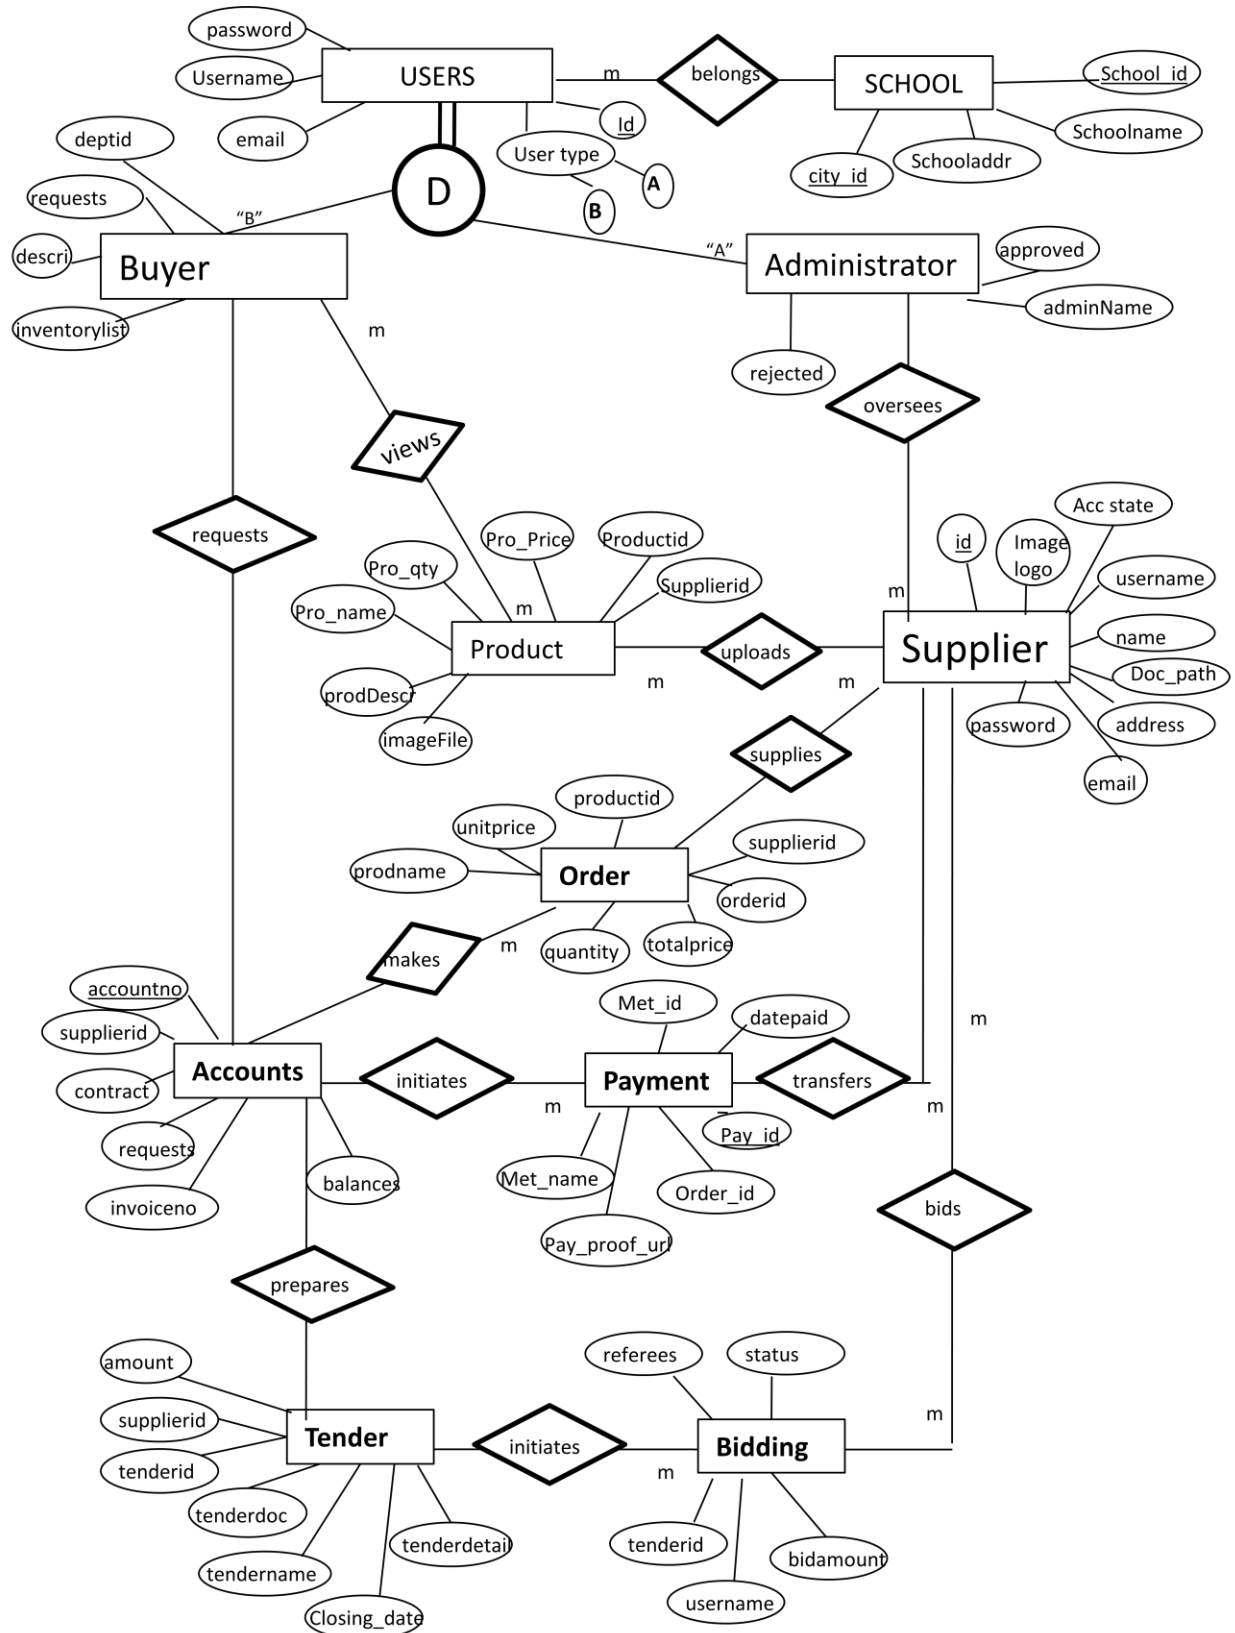 password
USERS
m
belongs
SCHOOL
School_id
Username
email
Id
User type
A
B
Schoolname
Schooladdr
city_id
deptid
requests
descri
inventorylist
D
"B"
"A"
Buyer
Administrator
approved
adminName
rejected
m
views
oversees
requests
Pro_Price
Productid
Pro_qty
Supplierid
Pro_name
m
Product
prodDescr
imageFile
uploads
m
m
m
id
Image
logo
Acc state
username
Supplier
name
Doc_path
password
address
email
supplies
productid
unitprice
supplierid
prodname
Order
orderid
quantity
totalprice
makes
m
accountno
supplierid
contract
Accounts
requests
invoiceno
balances
initiates
m
Met_id
datepaid
Payment
transfers
m
m
Pay_id
Met_name
Order_id
Pay_proof_url
bids
m
prepares
amount
supplierid
tenderid
Tender
tenderdoc
tendername
Closing_date
tenderdetail
initiates
m
referees
status
Bidding
tenderid
bidamount
username